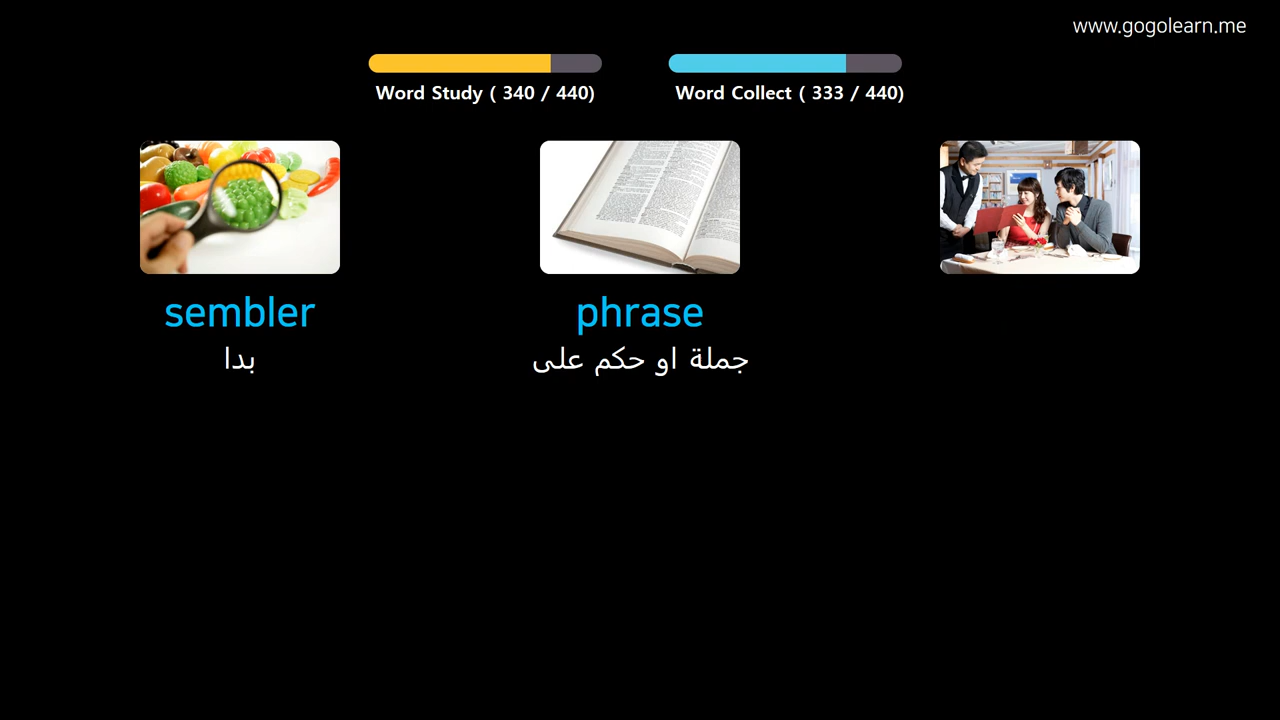 www.gogolearn.me
Word Study ( 340 / 440)
Word Collect ( 333 / 440)
sembler
بدا
phrase
جملة او حكم على